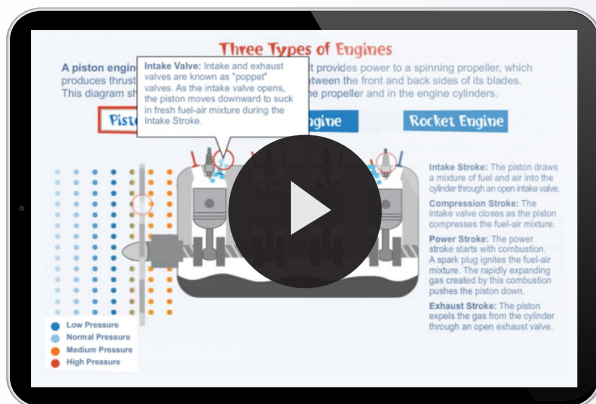 Three Types of Engines
A piston engin
t provides power to a spinning propeller, which
produces thrust
tween the front and back sides of its blades.
This diagram sh
e propeller and in the engine cylinders.
Intake Valve: Intake and exhaust
valves are known as "poppet"
valves. As the intake valve opens,
the piston moves downward to suck
in fresh fuel-air mixture during the
Intake Stroke.
Pist
gine
Rocket Engine
Intake Stroke: The piston draws
a mixture of fuel and air into the
cylinder through an open intake valve.
Compression Stroke: The
intake valve closes as the piston
compresses the fuel-air mixture.
Power Stroke: The power
stroke starts with combustion.
A spark plug ignites the fuel-air
mixture. The rapidly expanding
gas created by this combustion
pushes the piston down.
Exhaust Stroke: The piston
expels the gas from the cylinder
through an open exhaust valve.
Low Pressure
Normal Pressure
Medium Pressure
High Pressure